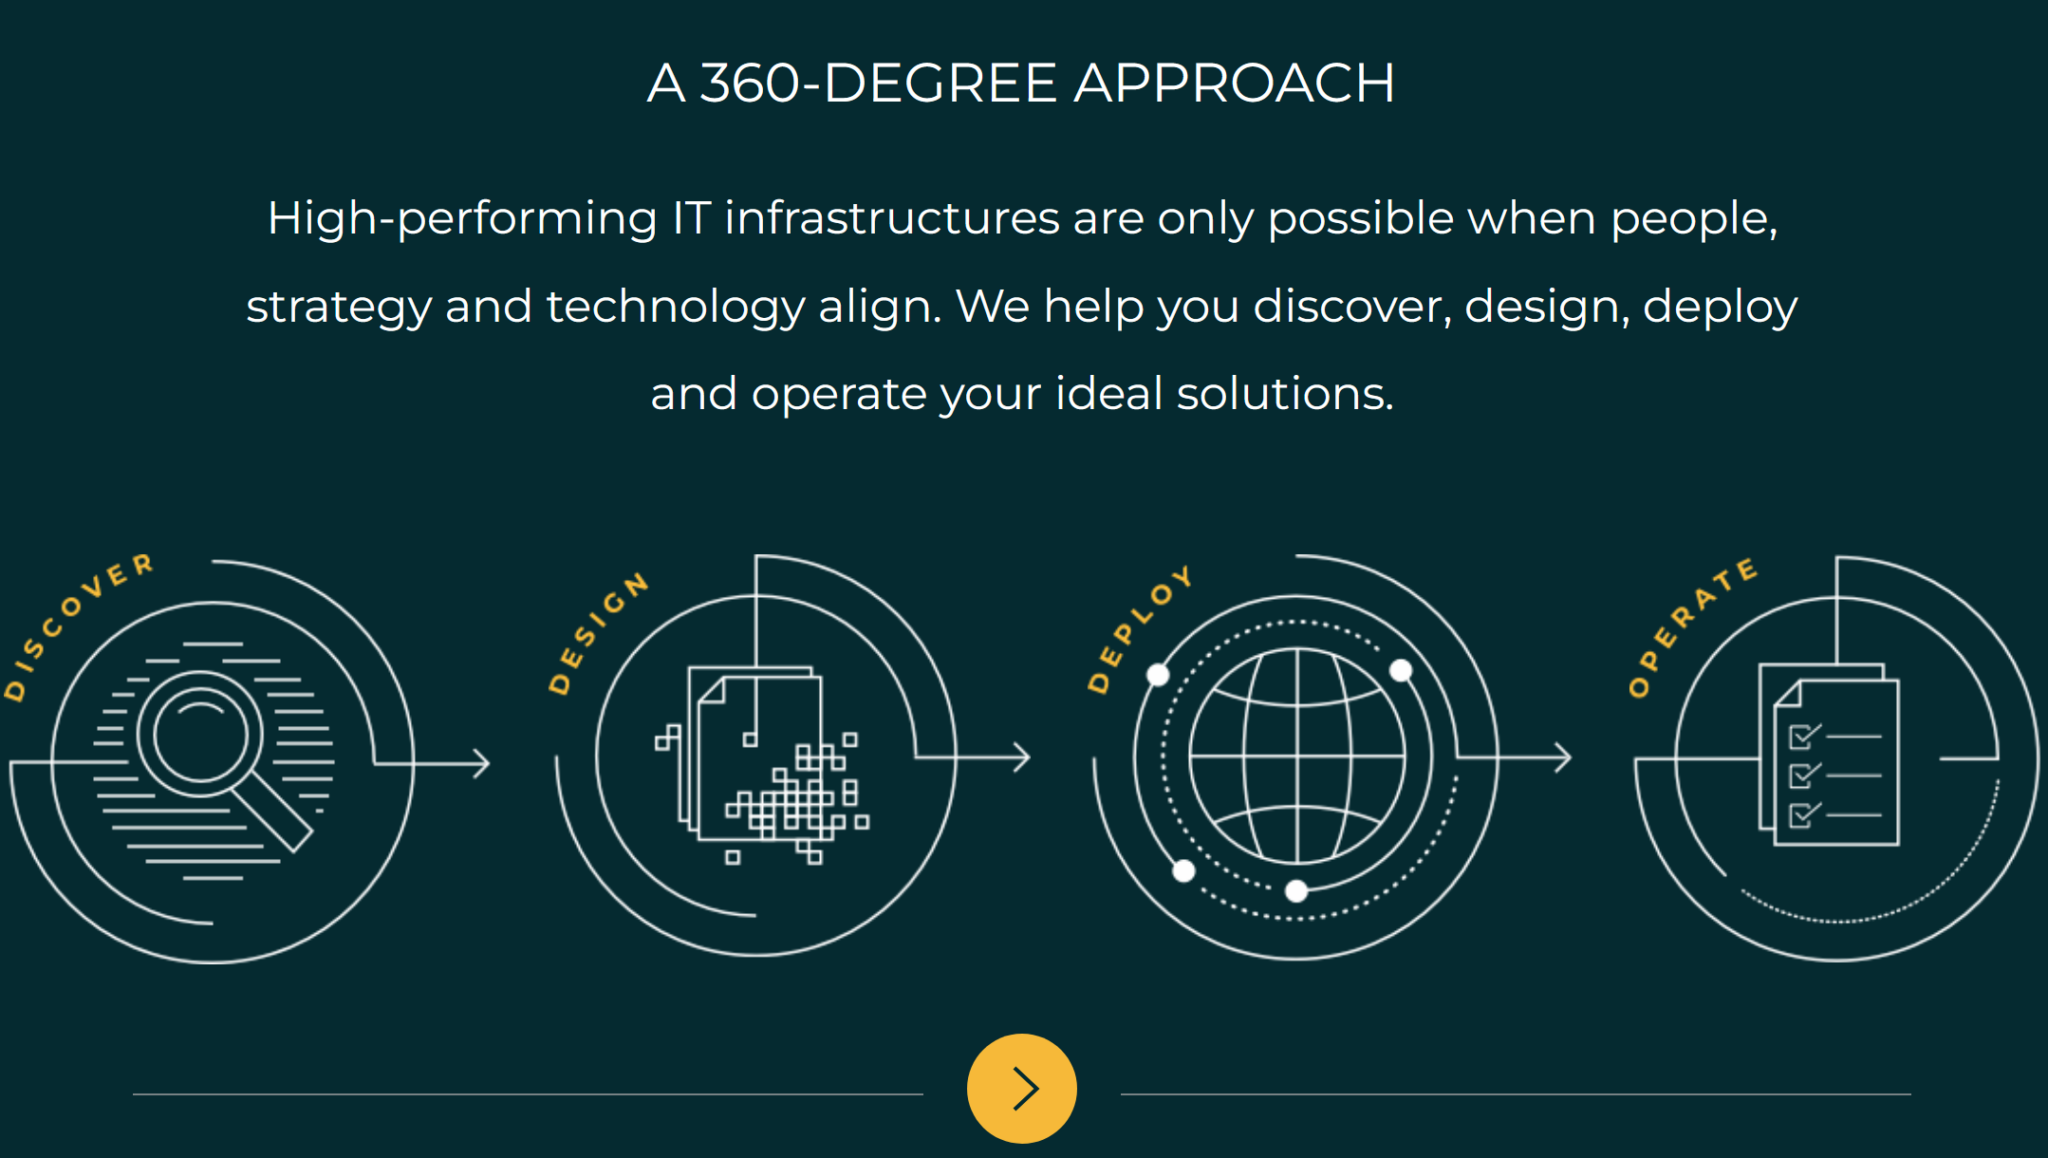 A 360-DEGREE APPROACH
High-performing IT infrastructures are only possible when people,
strategy and technology align. We help you discover, design, deploy
and operate your ideal solutions.
DISCOVER
DESIGN
DEPLOY
OPERATE